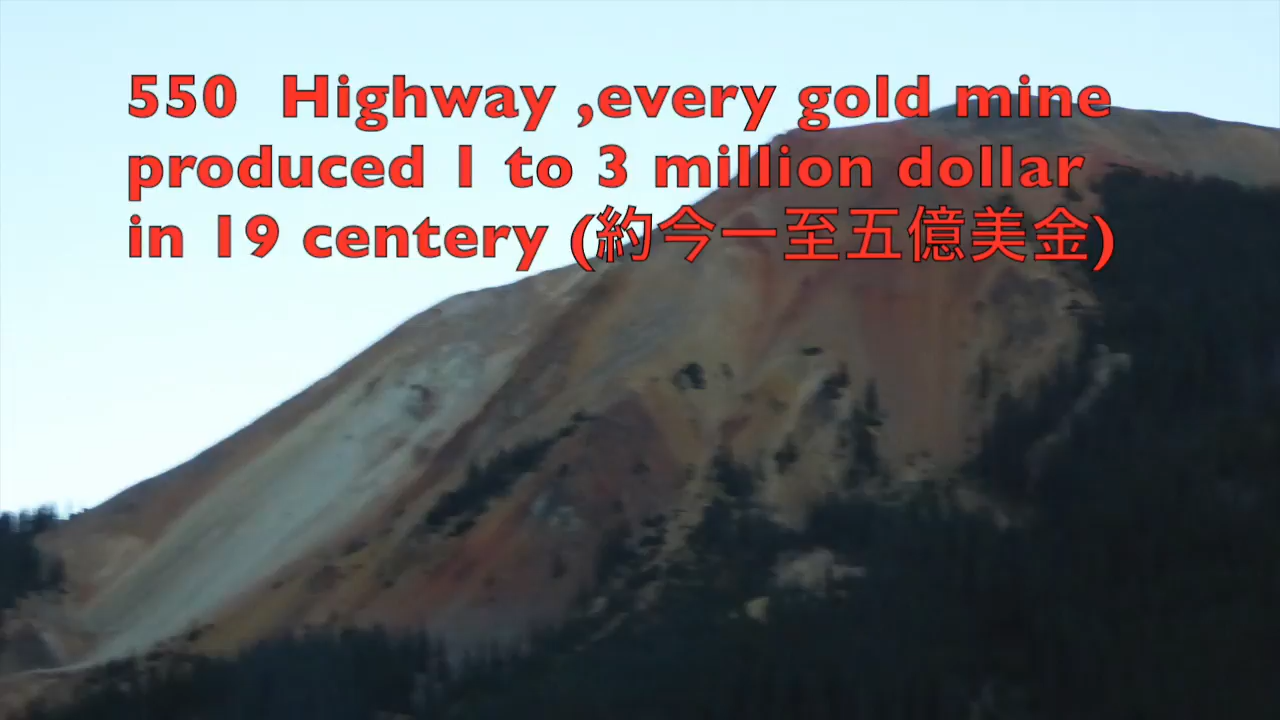 550  Highway ,every gold mine
produced 1 to 3 million dollar
in 19 centery (約今一至五億美金)